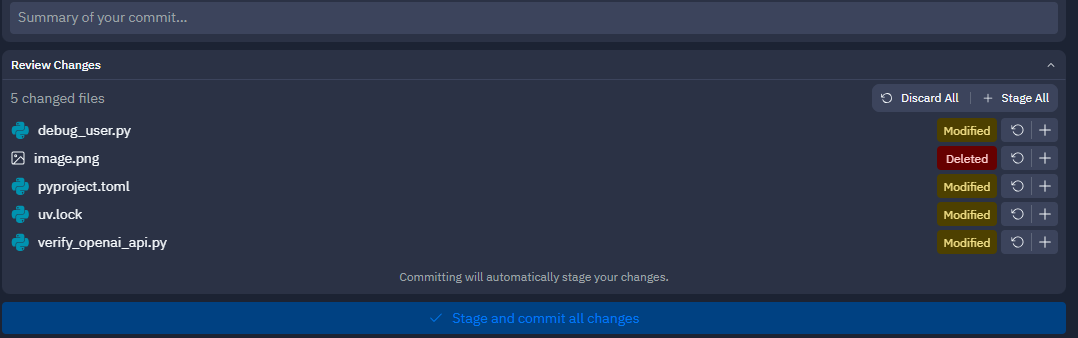 Summary of your commit...
Review Changes
5 changed files Discard All Stage All
debug_user.py Modified
image.png Deleted
pyproject.toml Modified
uv.lock Modified
verify_openai_api.py Modified
Committing will automatically stage your changes.
Stage and commit all changes